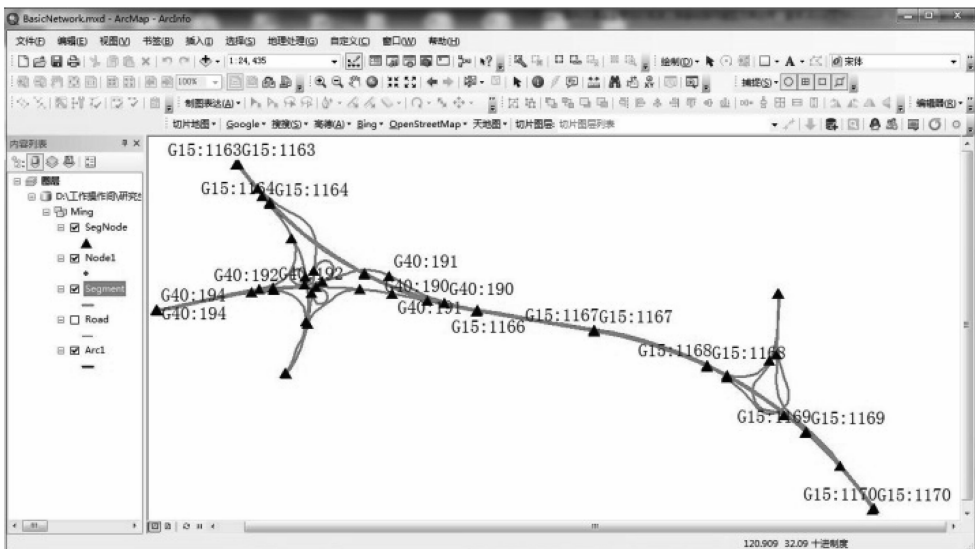 BasicNetwork.mxd - ArcMap - ArcInfo
文件(F) 编辑(E) 视图(V) 书签(B) 插入(I) 选择(S) 地理处理(G) 自定义(C) 窗口(W) 帮助(H)
1:24,435 绘制(D) 宋体
100% 捕捉(S)
制图表达(A) 编辑器(R)
切片地图 Google 搜搜(S) 高德(A) Bing OpenStreetMap 天地图 切片图层: 切片图层列表
内容列表
图层
D:\工作操作间\研究生
Ming
SegNode
Node1
Segment
Road
Arc1
G15:1163G15:1163
G15:1164G15:1164
G40:191
G40:192G40:192
G40:190G40:190
G40:194
G40:194
G40:191
G15:1166
G15:1167G15:1167
G15:1168G15:1168
G15:1169G15:1169
G15:1170G15:1170
120.909 32.09 十进制度